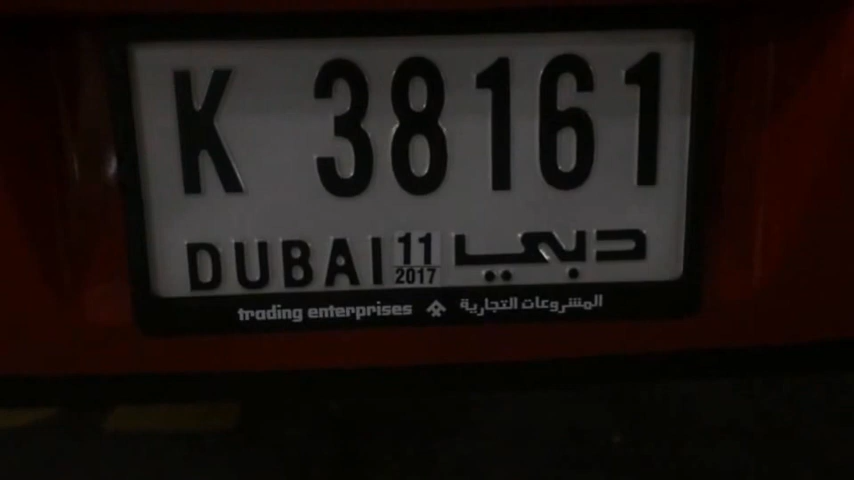 K 38161
DUBAI 11 2017 دبي
trading enterprises المشروعات التجارية